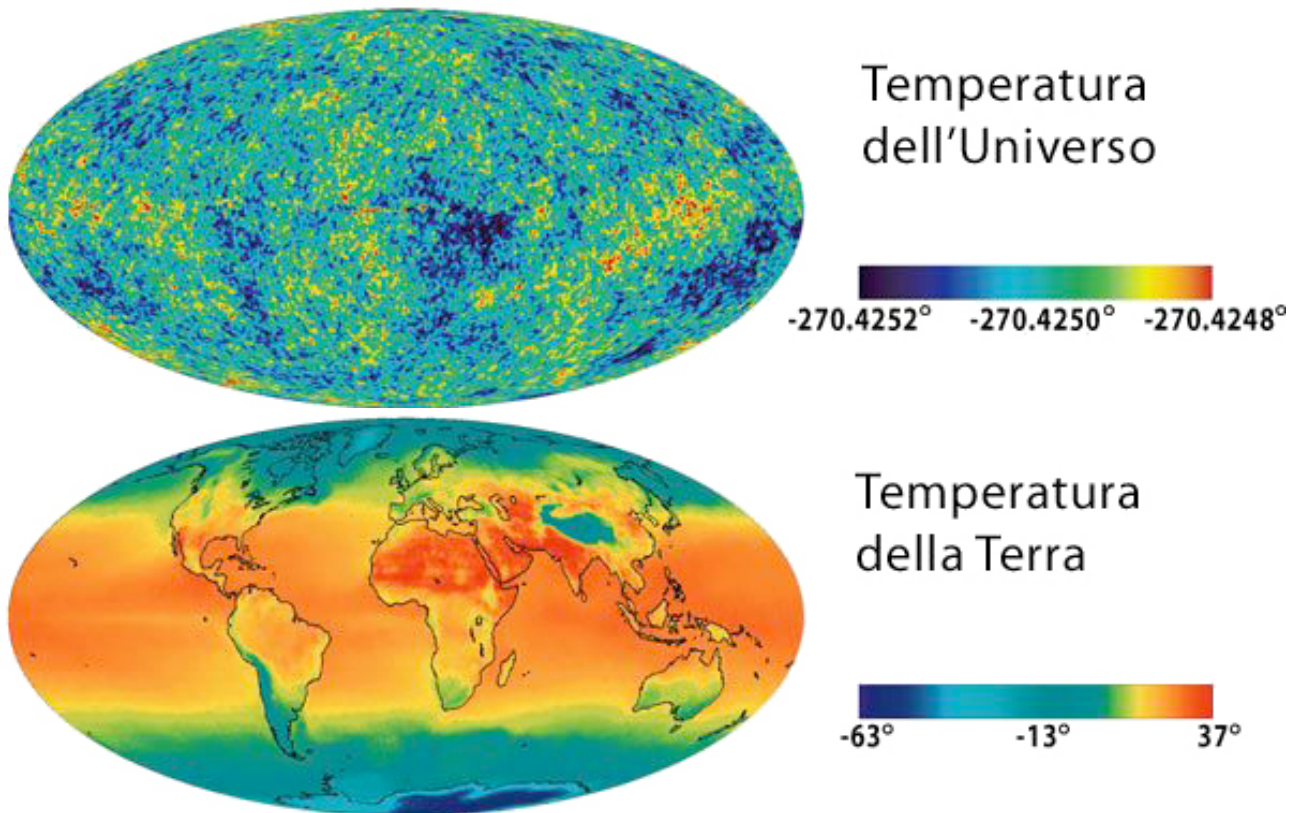 Temperatura
dell’Universo
-270.4252° -270.4250° -270.4248°
Temperatura
della Terra
-63° -13° 37°